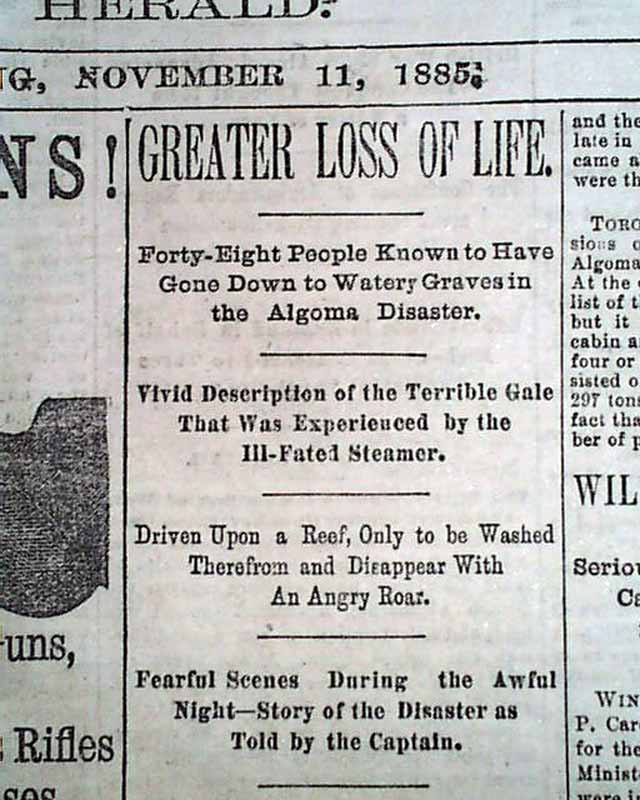 HERALD:
G, NOVEMBER 11, 1885;
NS!
uns,
Rifles
GREATER LOSS OF LIFE.
Forty-Eight People Known to Have
Gone Down to Watery Graves in
the Algoma Disaster.
Vivid Description of the Terrible Gale
That Was Experienced by the
Ill-Fated Steamer.
Driven Upon a Reef, Only to be Washed
Therefrom and Disappear With
An Angry Roar.
Fearful Scenes During the Awful
Night—Story of the Disaster as
Told by the Captain.
and the
late in
came a
were th
TORO
sions o
Algoma
At the
list of t
but it
cabin a
four or
sisted o
297 tons
fact tha
ber of p
WIL
Seriou
Ca
WIN
P. Car
for the
Ministe
were i